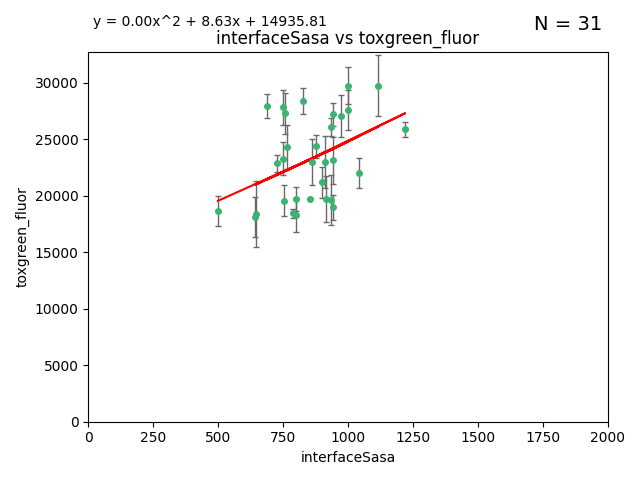 y = 0.00x^2 + 8.63x + 14935.81
N = 31
interfaceSasa vs toxgreen_fluor
30000
25000
20000
15000
10000
5000
0
toxgreen_fluor
0 250 500 750 1000 1250 1500 1750 2000
interfaceSasa